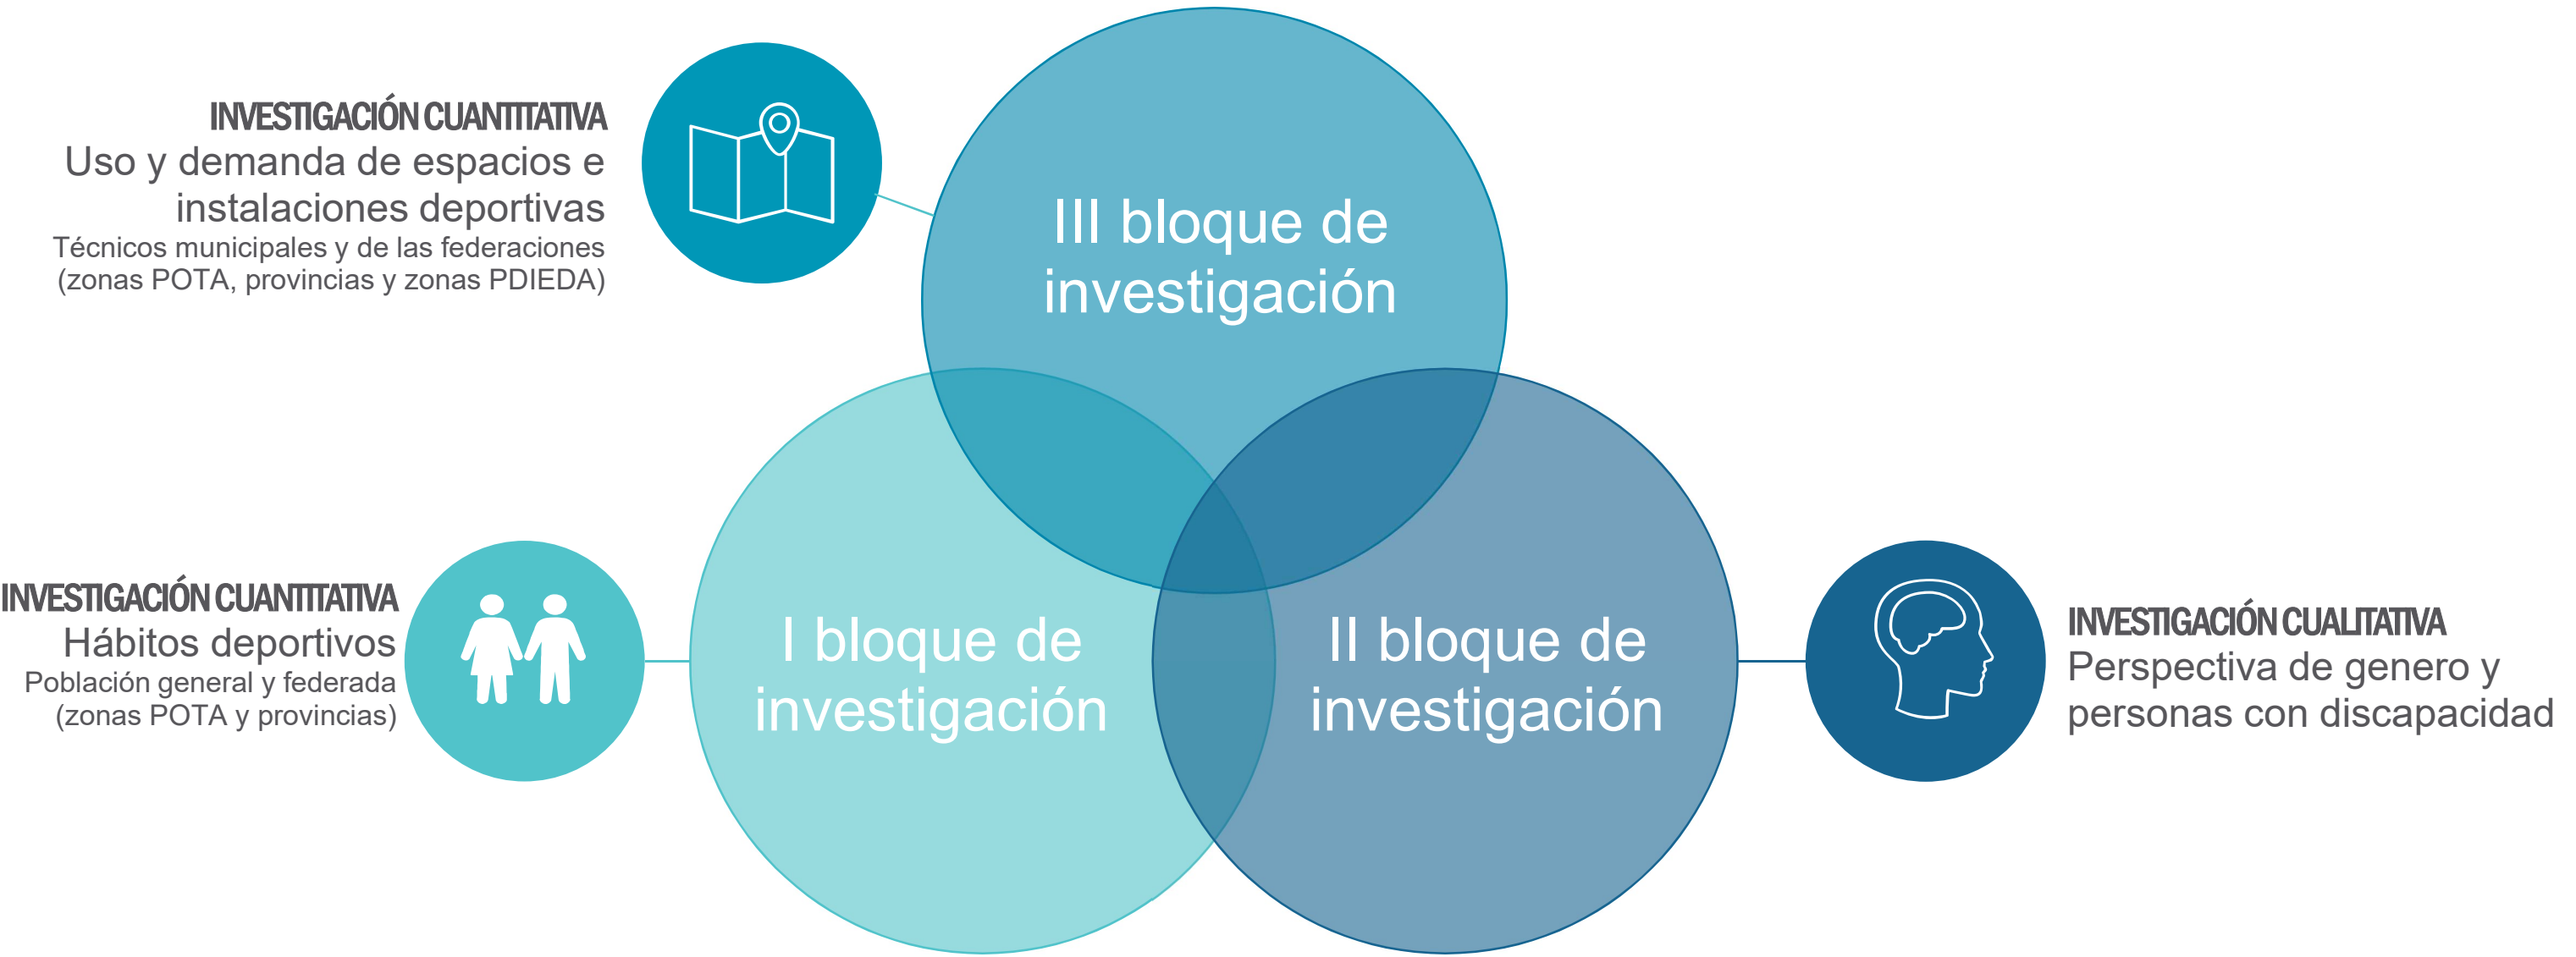 INVESTIGACIÓN CUANTITATIVA
Uso y demanda de espacios e
instalaciones deportivas
Técnicos municipales y de las federaciones
(zonas POTA, provincias y zonas PDIEDA)
III bloque de
investigación
INVESTIGACIÓN CUANTITATIVA
Hábitos deportivos
Población general y federada
(zonas POTA y provincias)
I bloque de
investigación
II bloque de
investigación
INVESTIGACIÓN CUALITATIVA
Perspectiva de genero y
personas con discapacidad